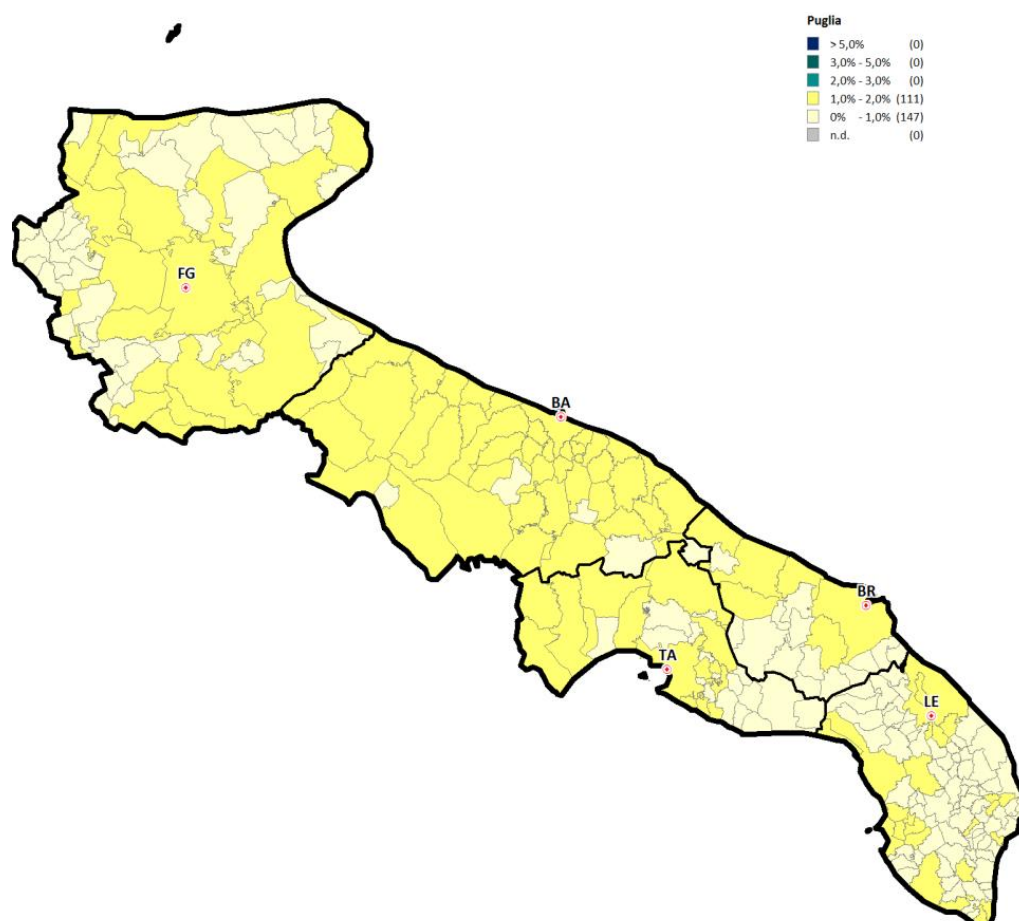 Puglia
> 5,0% (0)
3,0% - 5,0% (0)
2,0% - 3,0% (0)
1,0% - 2,0% (111)
0% - 1,0% (147)
n.d. (0)
FG
BA
BR
TA
LE